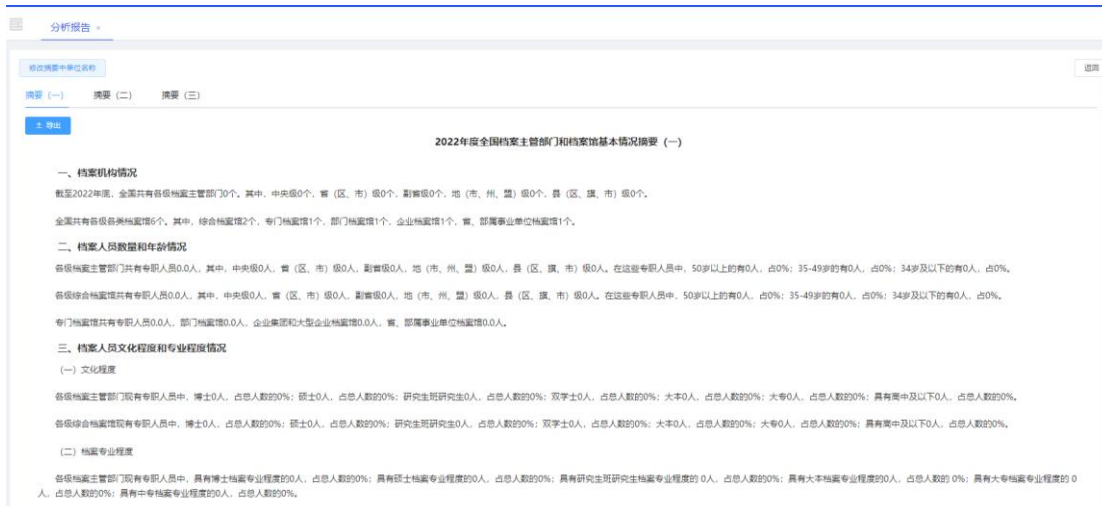 分析报告 ×
修改摘要中单位名称
返回
摘要（一） 摘要（二） 摘要（三）
导出
2022年度全国档案主管部门和档案馆基本情况摘要（一）
一、档案机构情况
截至2022年底，全国共有各级档案主管部门0个。其中，中央级0个，省（区、市）级0个，副省级0个，地（市、州、盟）级0个，县（区、旗、市）级0个。
全国共有各级各类档案馆6个。其中，综合档案馆2个，专门档案馆1个，部门档案馆1个，企业档案馆1个，省、部属事业单位档案馆1个。
二、档案人员数量和年龄情况
各级档案主管部门共有专职人员0.0人，其中，中央级0人，省（区、市）级0人，副省级0人，地（市、州、盟）级0人，县（区、旗、市）级0人。在这些专职人员中，50岁以上的有0人，占0%；35-49岁的有0人，占0%；34岁及以下的有0人，占0%。
各级综合档案馆共有专职人员0.0人，其中，中央级0人，省（区、市）级0人，副省级0人，地（市、州、盟）级0人，县（区、旗、市）级0人。在这些专职人员中，50岁以上的有0人，占0%；35-49岁的有0人，占0%；34岁及以下的有0人，占0%。
专门档案馆共有专职人员0.0人，部门档案馆0.0人，企业集团和大型企业档案馆0.0人，省、部属事业单位档案馆0.0人。
三、档案人员文化程度和专业程度情况
（一）文化程度
各级档案主管部门现有专职人员中，博士0人，占总人数的0%；硕士0人，占总人数的0%；研究生班研究生0人，占总人数的0%；双学士0人，占总人数的0%；大本0人，占总人数的0%；大专0人，占总人数的0%；具有高中及以下0人，占总人数的0%。
各级综合档案馆现有专职人员中，博士0人，占总人数的0%；硕士0人，占总人数的0%；研究生班研究生0人，占总人数的0%；双学士0人，占总人数的0%；大本0人，占总人数的0%；大专0人，占总人数的0%；具有高中及以下0人，占总人数的0%。
（二）档案专业程度
各级档案主管部门现有专职人员中，具有博士档案专业程度的0人，占总人数的0%；具有硕士档案专业程度的0人，占总人数的0%；具有研究生班研究生档案专业程度的 0人，占总人数的0%；具有大本档案专业程度的0人，占总人数的 0%；具有大专档案专业程度的 0
人，占总人数的0%；具有中专档案专业程度的0人，占总人数的0%。